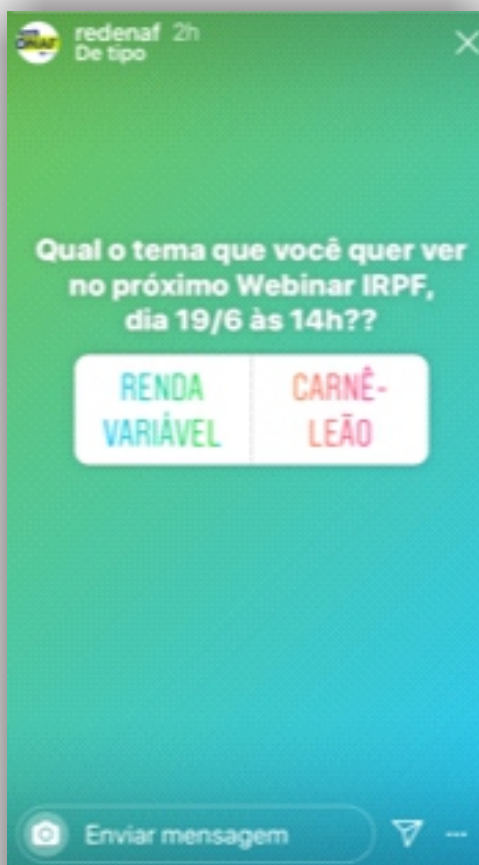 redenaf 2h
De tipo
Qual o tema que você quer ver
no próximo Webinar IRPF,
dia 19/6 às 14h??
RENDA
VARIÁVEL
CARNÊ-
LEÃO
Enviar mensagem